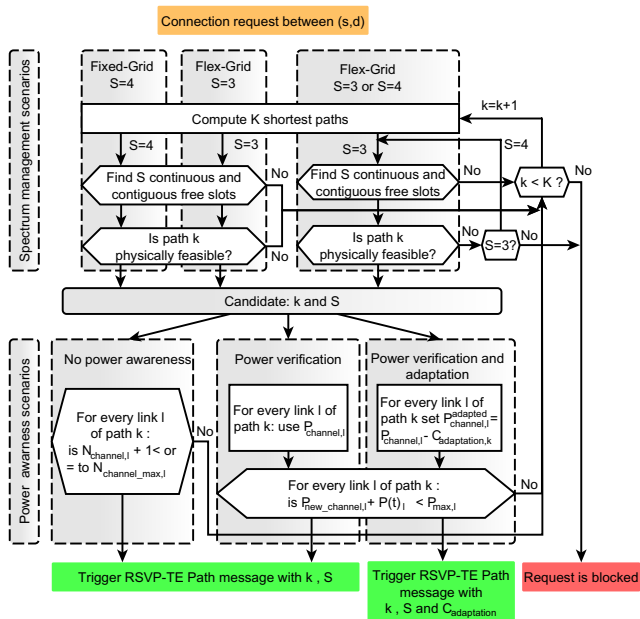 Connection request between (s,d)
Spectrum management scenarios
Fixed-Grid
S=4
Flex-Grid
S=3
Flex-Grid
S=3 or S=4
k=k+1
Compute K shortest paths
S=4
S=3
S=3
S=4
Find S continuous and
contiguous free slots
No
Find S continuous and
contiguous free slots
No
k < K ?
No
Is path k
physically feasible?
No
Is path k
physically feasible?
No
S=3?
No
Candidate: k and S
Power awarness scenarios
No power awareness
Power verification
Power verification and
adaptation
For every link l
of path k :
is N_channel,l + 1< or
= to N_channel_max,l
No
For every link l of
path k: use P_channel,l
For every link l of
path k set P^adapted_channel,l =
P_channel,l - C_adaptation,k
For every link l of path k :
is P_new_channel,l + P(t)_l < P_max,l
No
Trigger RSVP-TE Path message with k , S
Trigger RSVP-TE Path
message with
k , S and C_adaptation
Request is blocked